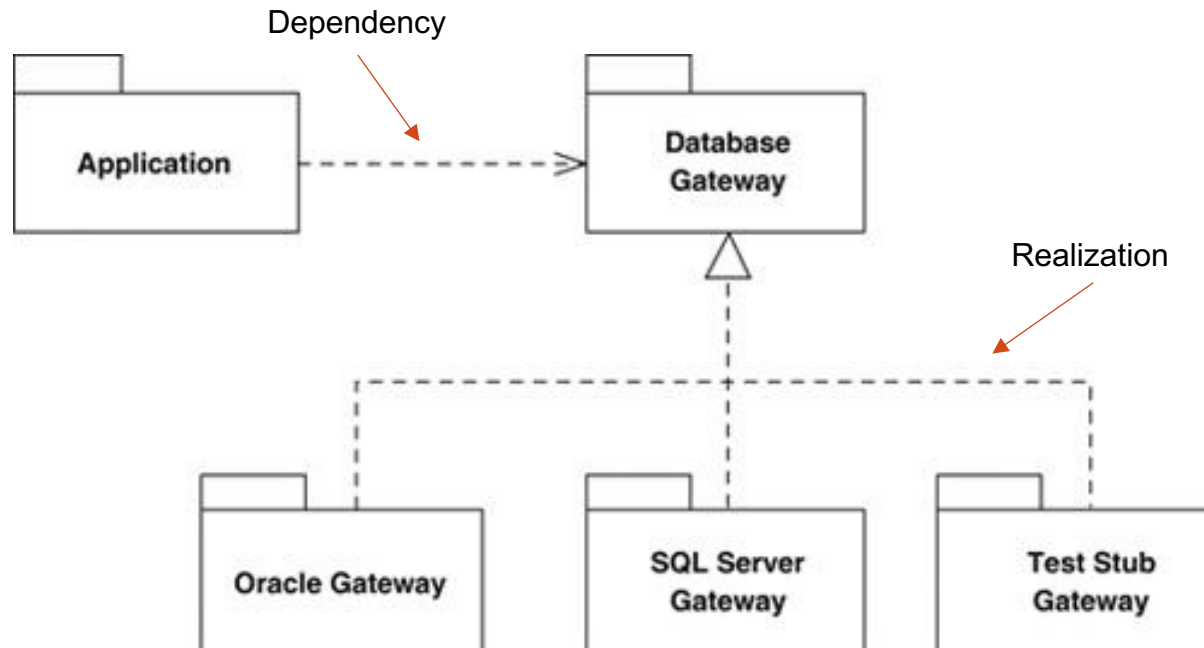 Dependency
Application
Database
Gateway
Realization
Oracle Gateway
SQL Server
Gateway
Test Stub
Gateway